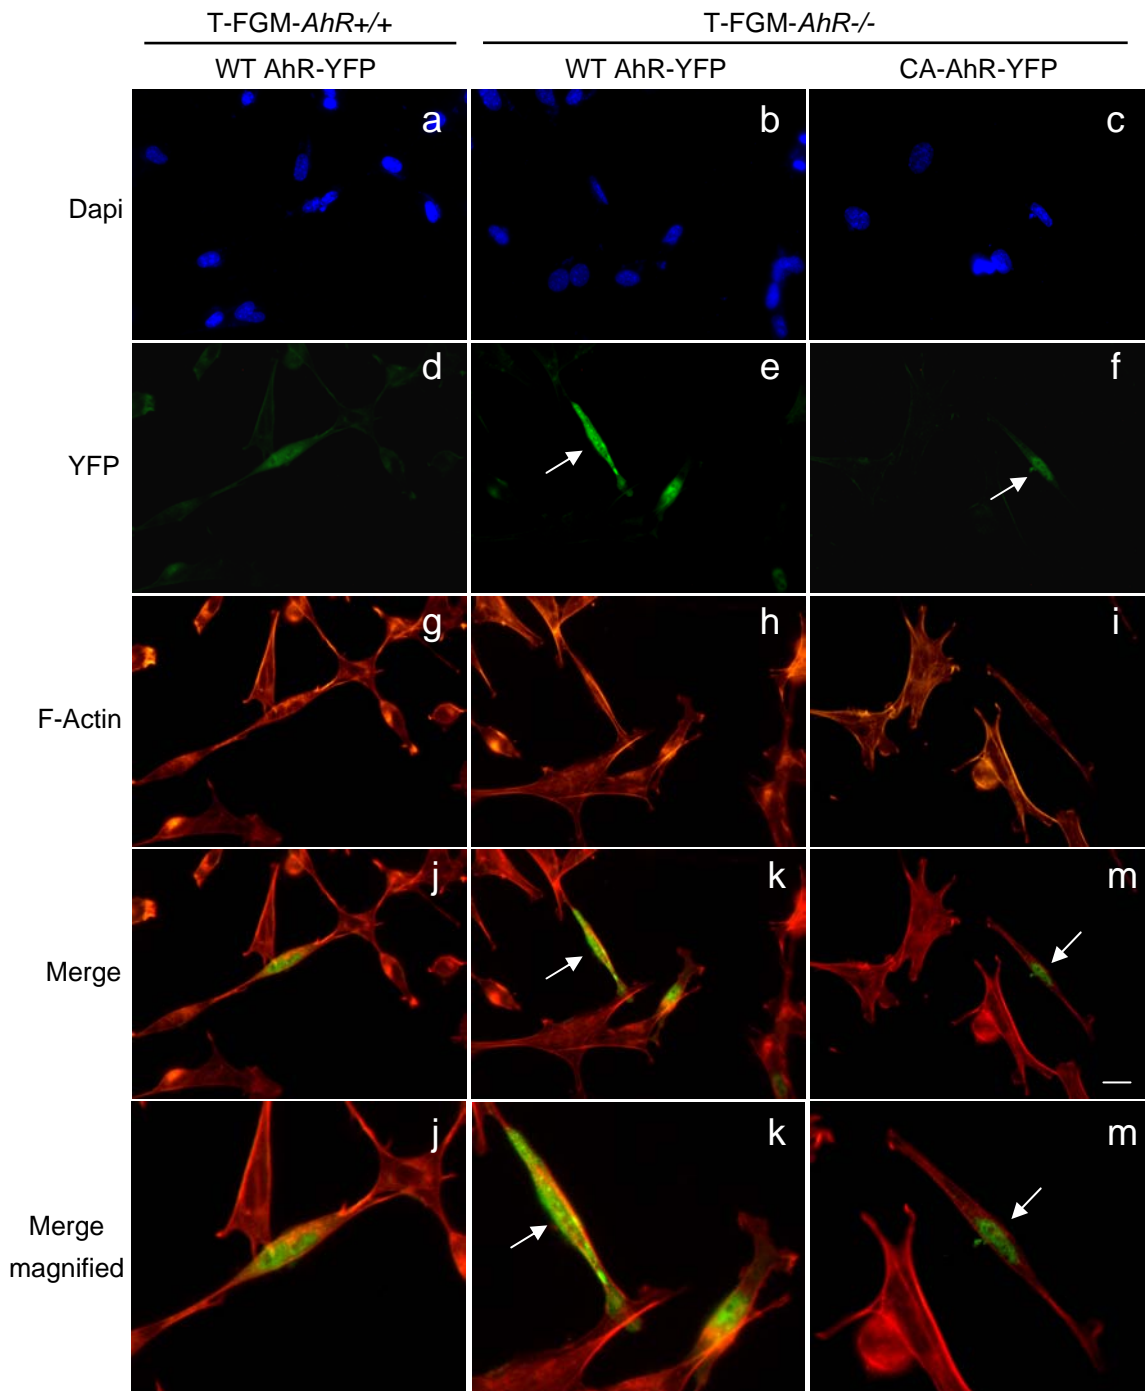 T-FGM-AhR+/+ T-FGM-AhR-/-
WT AhR-YFP WT AhR-YFP CA-AhR-YFP
Dapi a b c
YFP d e f
F-Actin g h i
Merge j k m
Merge magnified j k m